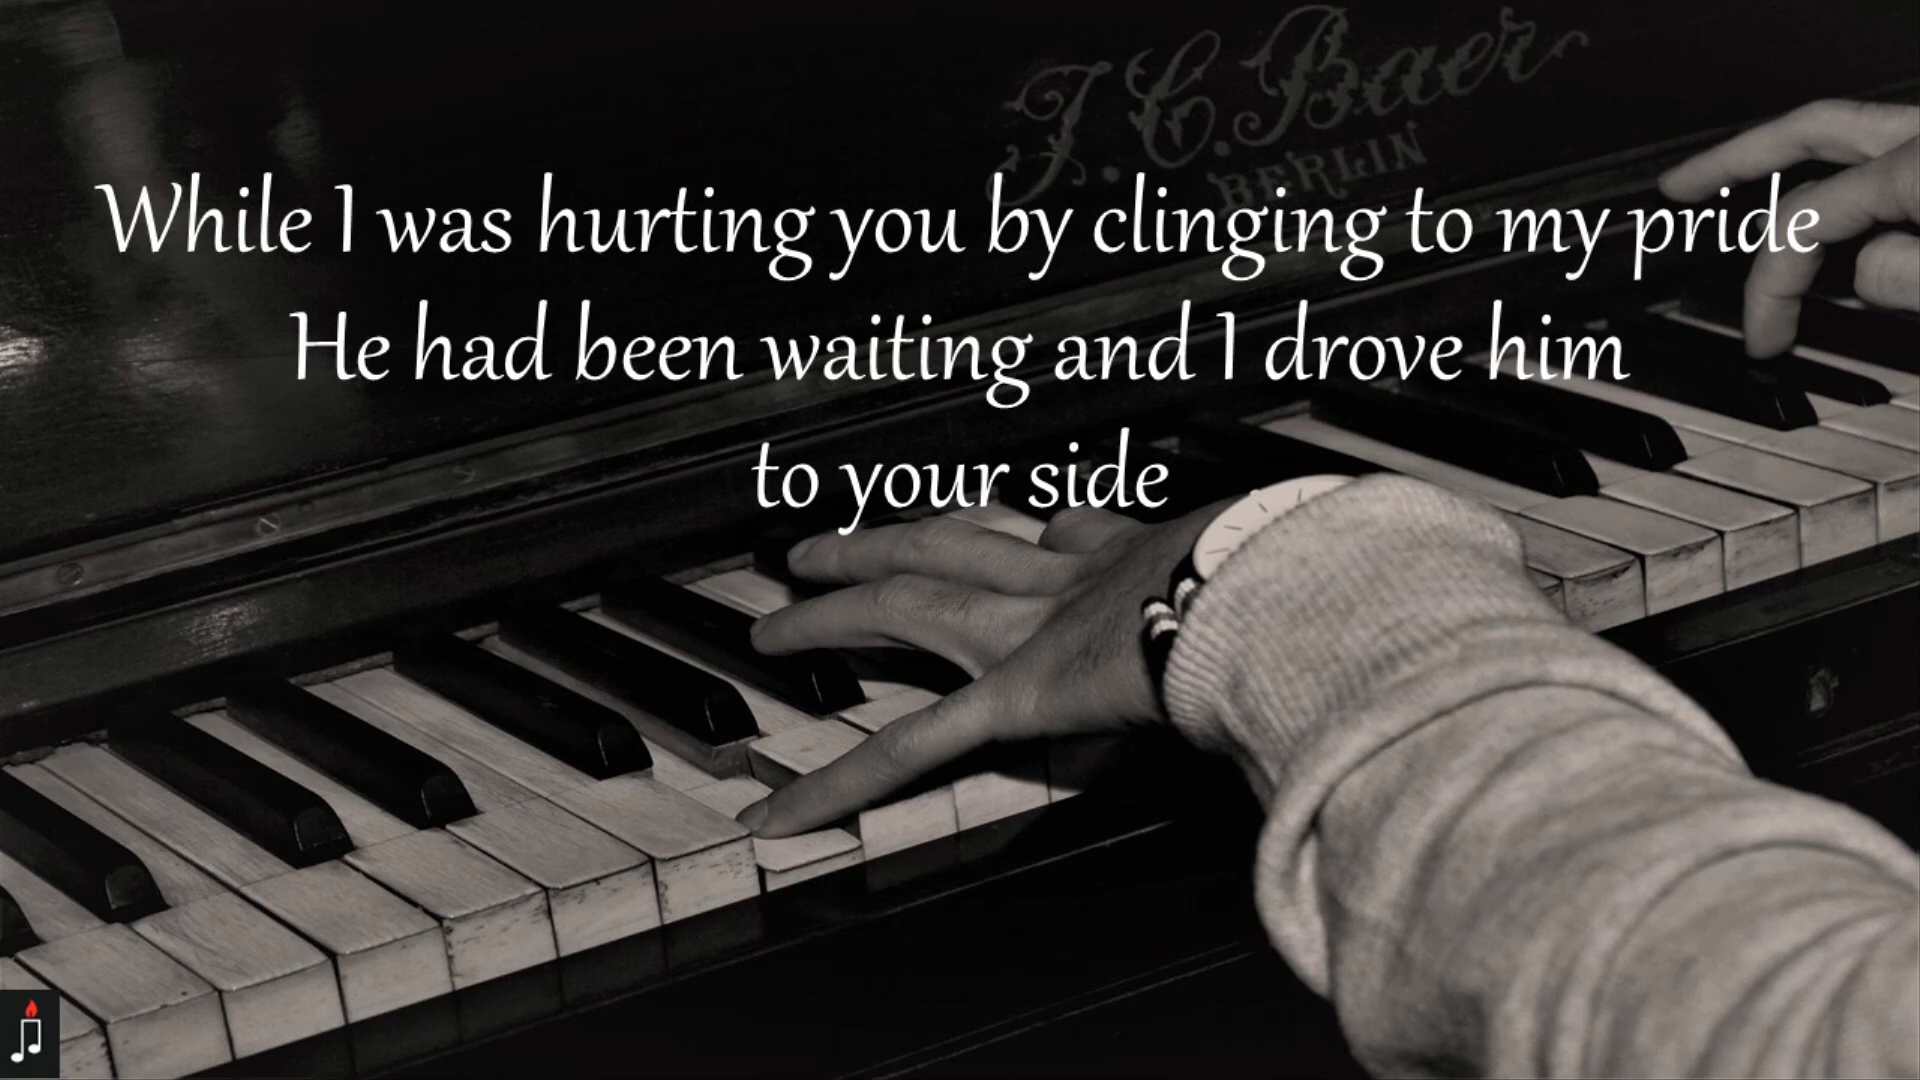 J.C.Baer
BERLIN
While I was hurting you by clinging to my pride
He had been waiting and I drove him
to your side